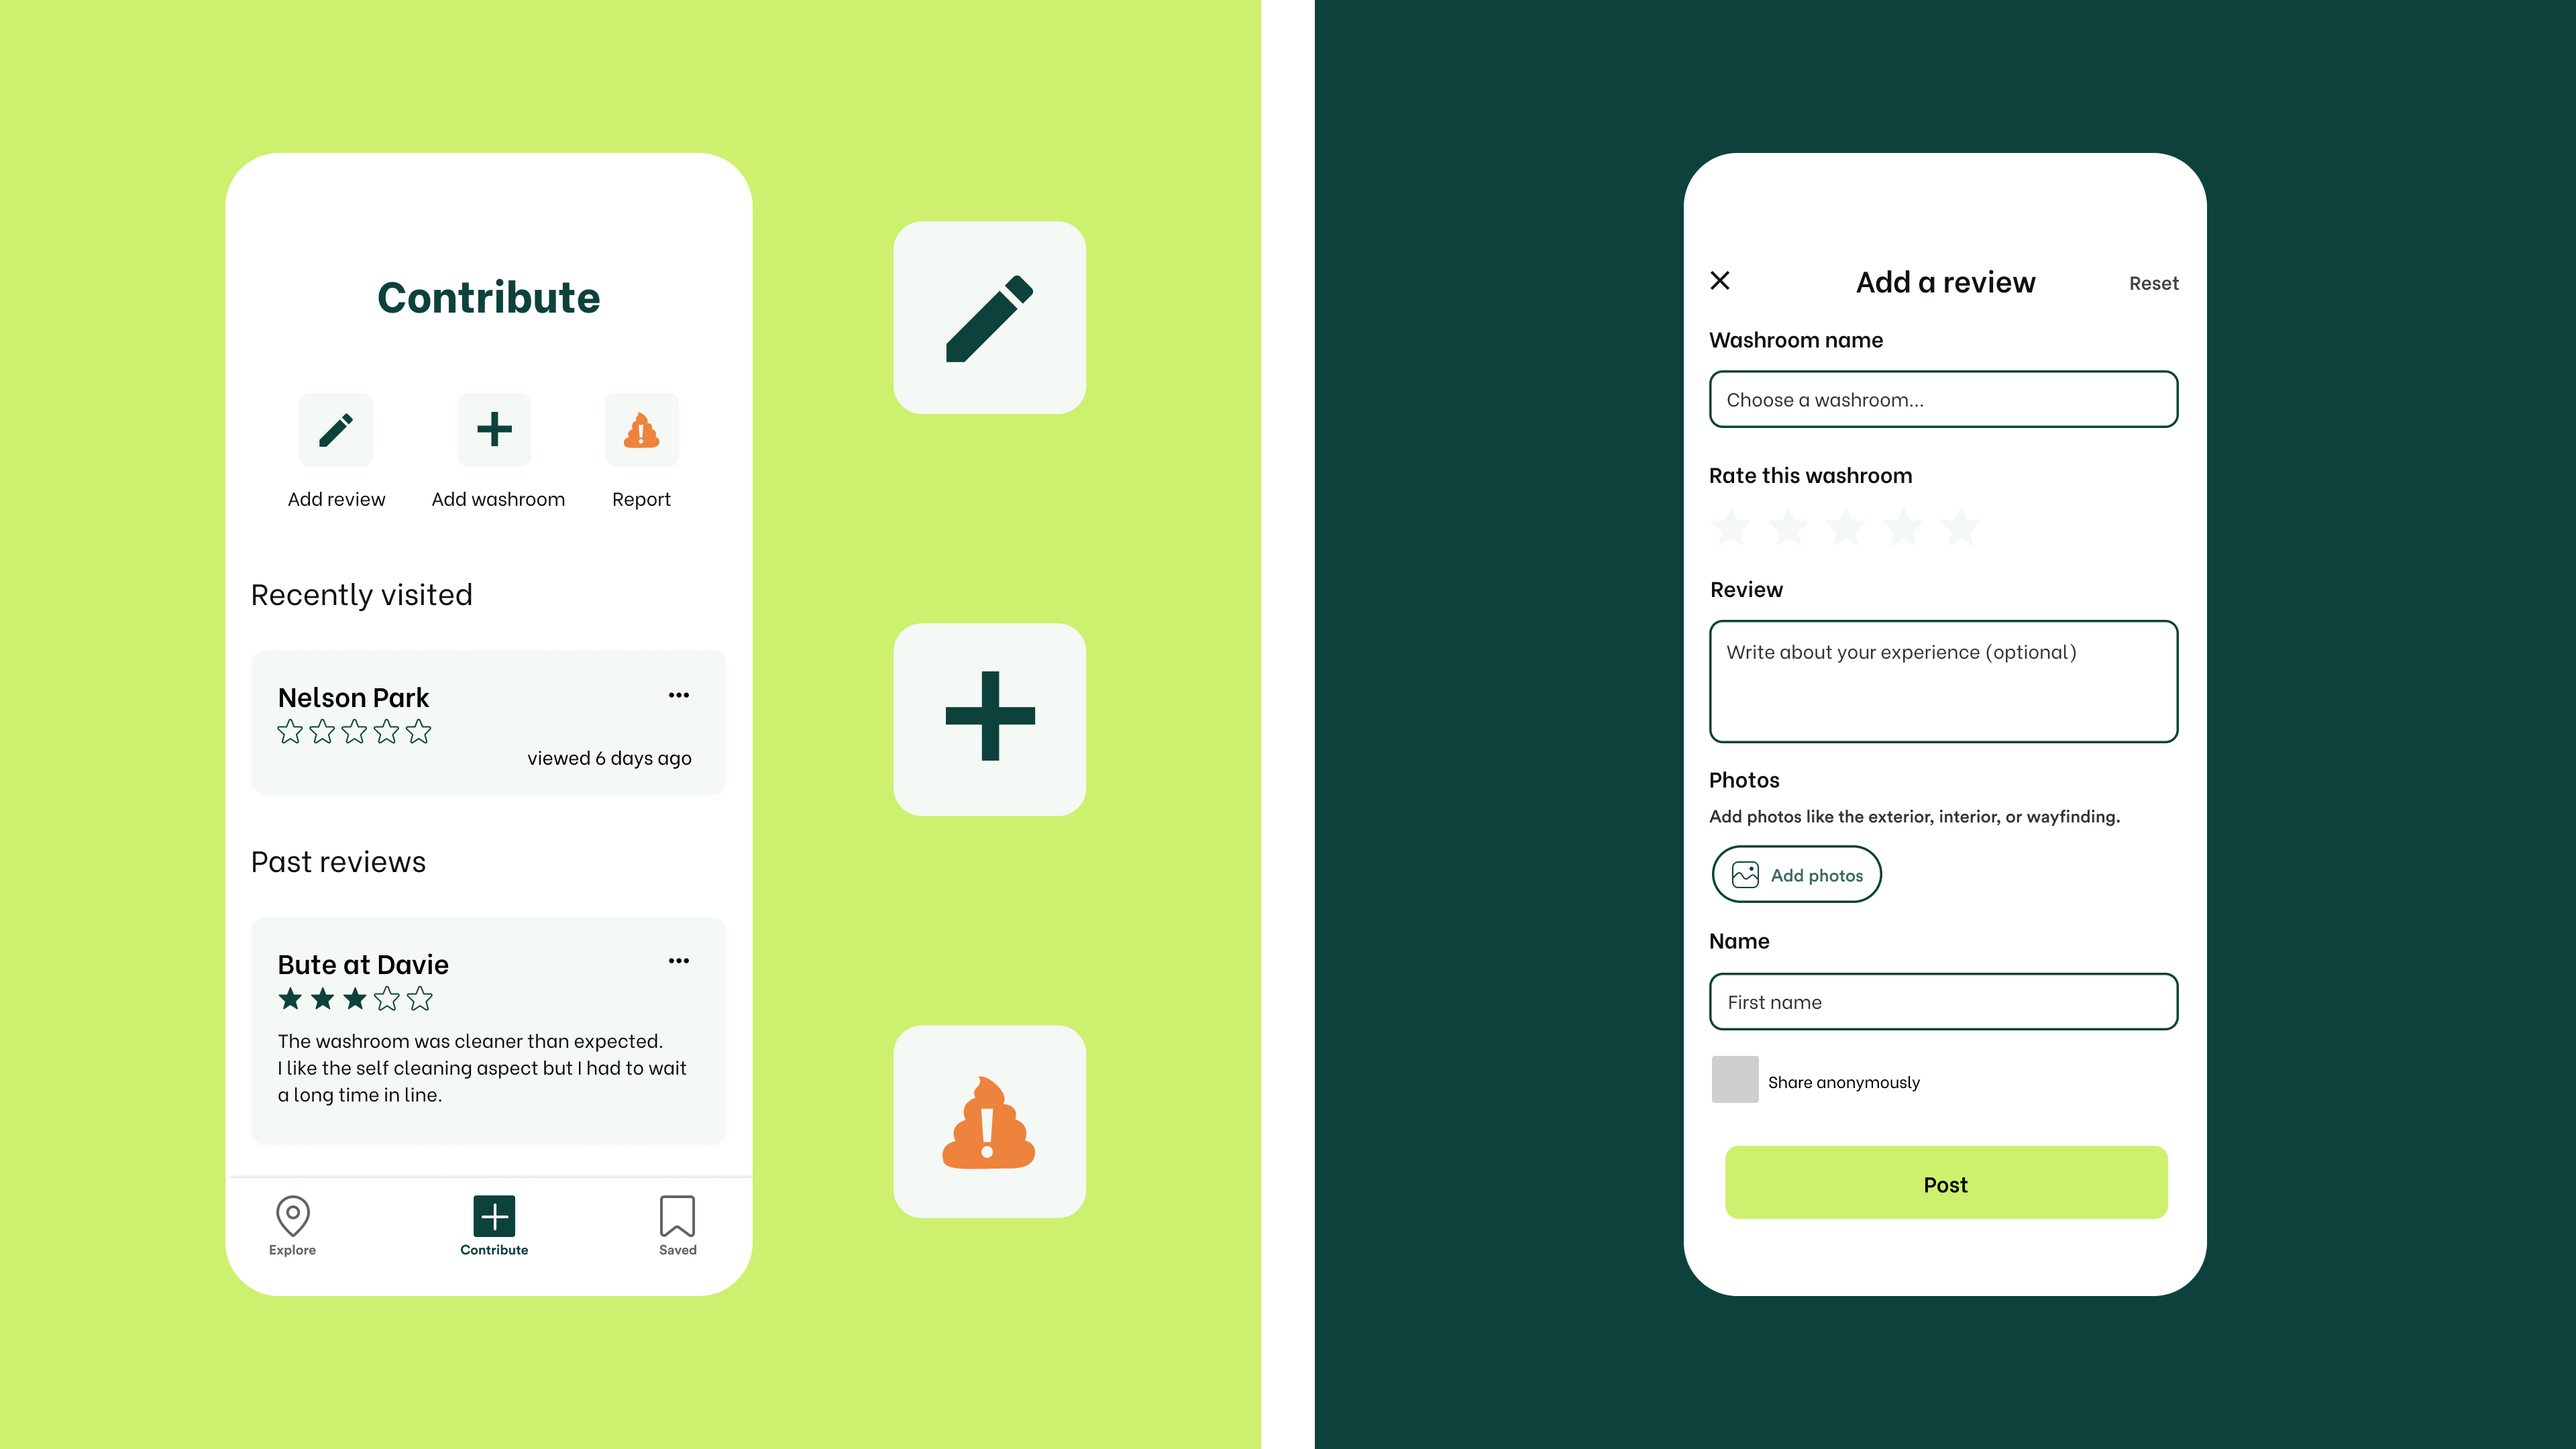 Contribute
Add review
Add washroom
Report
Recently visited
Nelson Park
viewed 6 days ago
Past reviews
Bute at Davie
The washroom was cleaner than expected.
I like the self cleaning aspect but I had to wait
a long time in line.
Explore
Contribute
Saved
Add a review
Reset
Washroom name
Choose a washroom...
Rate this washroom
Review
Write about your experience (optional)
Photos
Add photos like the exterior, interior, or wayfinding.
Add photos
Name
First name
Share anonymously
Post